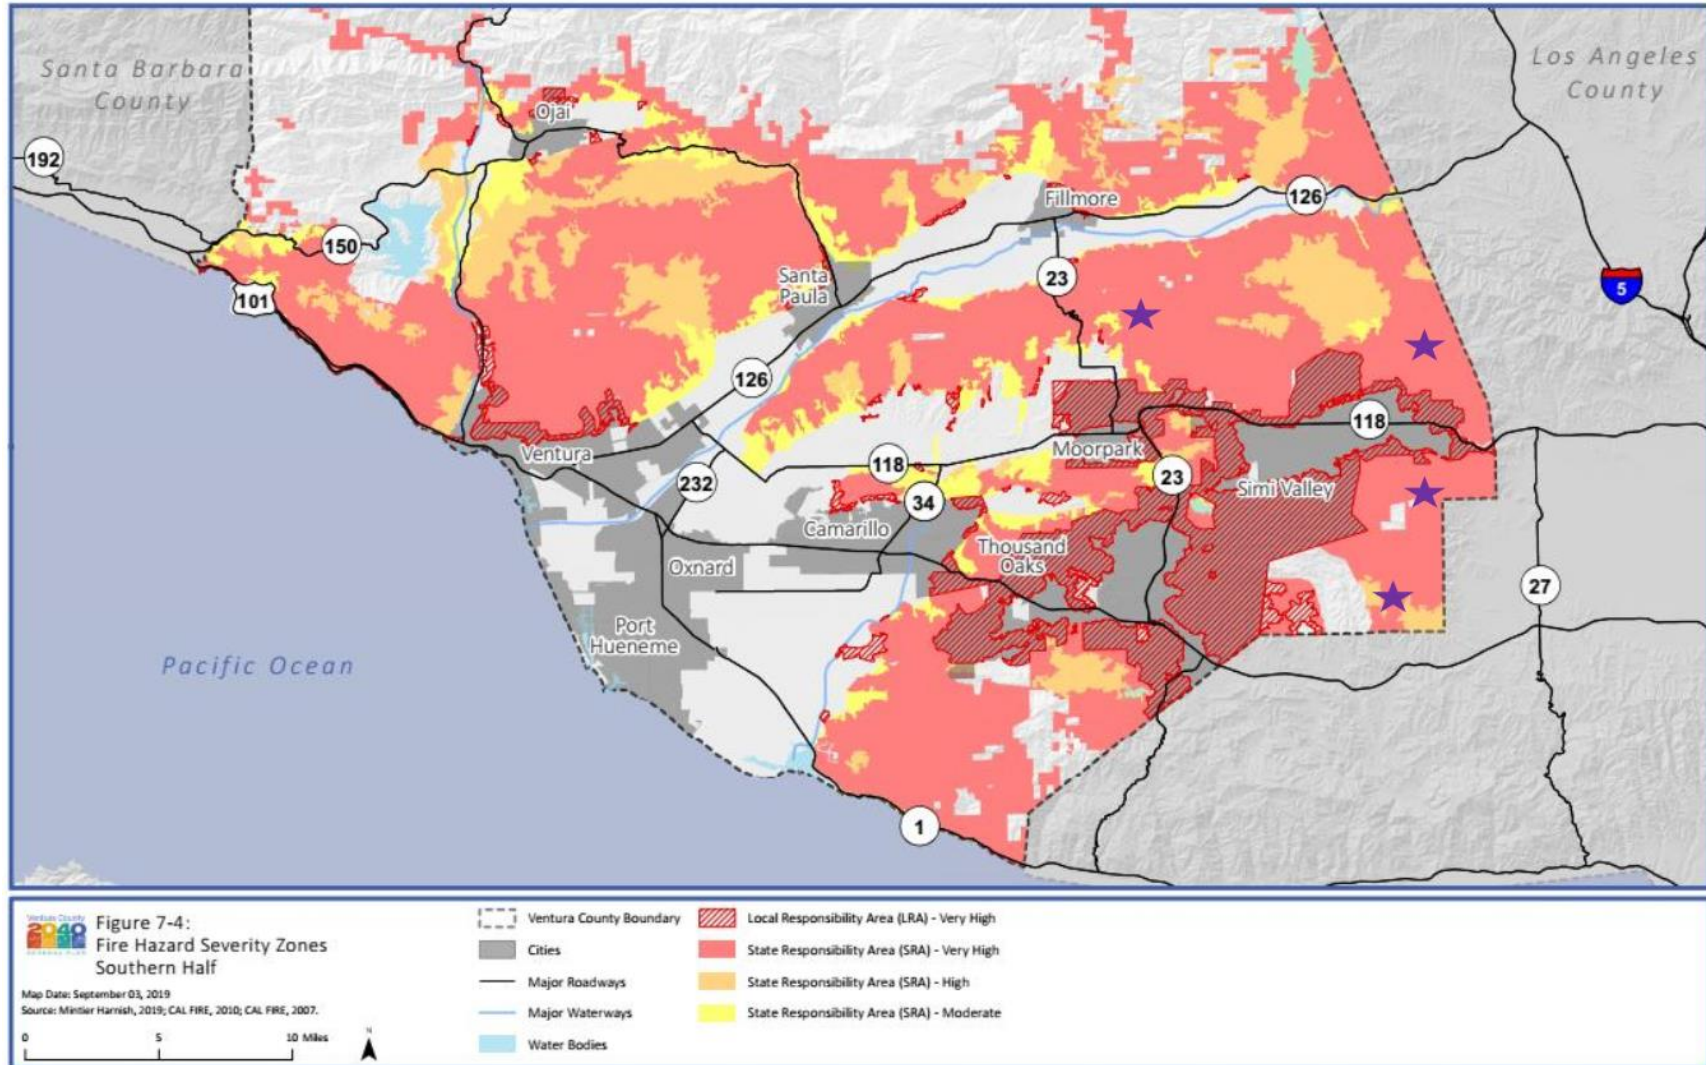 Santa Barbara
County
Los Angeles
County
192
Ojai
150
101
Fillmore
126
5
23
Santa
Paula
126
118
Ventura
118
Moorpark
232
34
23
Simi Valley
Camarillo
Thousand
Oaks
Oxnard
27
Port
Hueneme
Pacific Ocean
1
Ventura County
2040
GENERAL PLAN
Figure 7-4:
Fire Hazard Severity Zones
Southern Half
Map Date: September 03, 2019
Source: Mintier Harnish, 2019; CAL FIRE, 2010; CAL FIRE, 2007.
0 5 10 Miles
N
Ventura County Boundary
Cities
Major Roadways
Major Waterways
Water Bodies
Local Responsibility Area (LRA) - Very High
State Responsibility Area (SRA) - Very High
State Responsibility Area (SRA) - High
State Responsibility Area (SRA) - Moderate